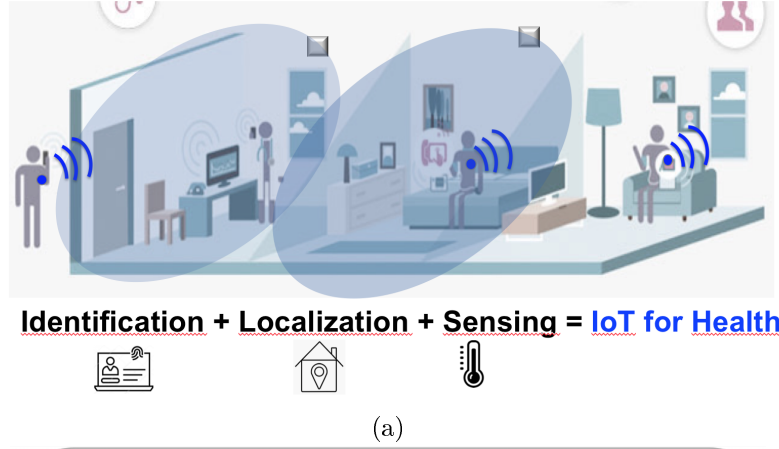 Identification + Localization + Sensing = IoT for Health
(a)